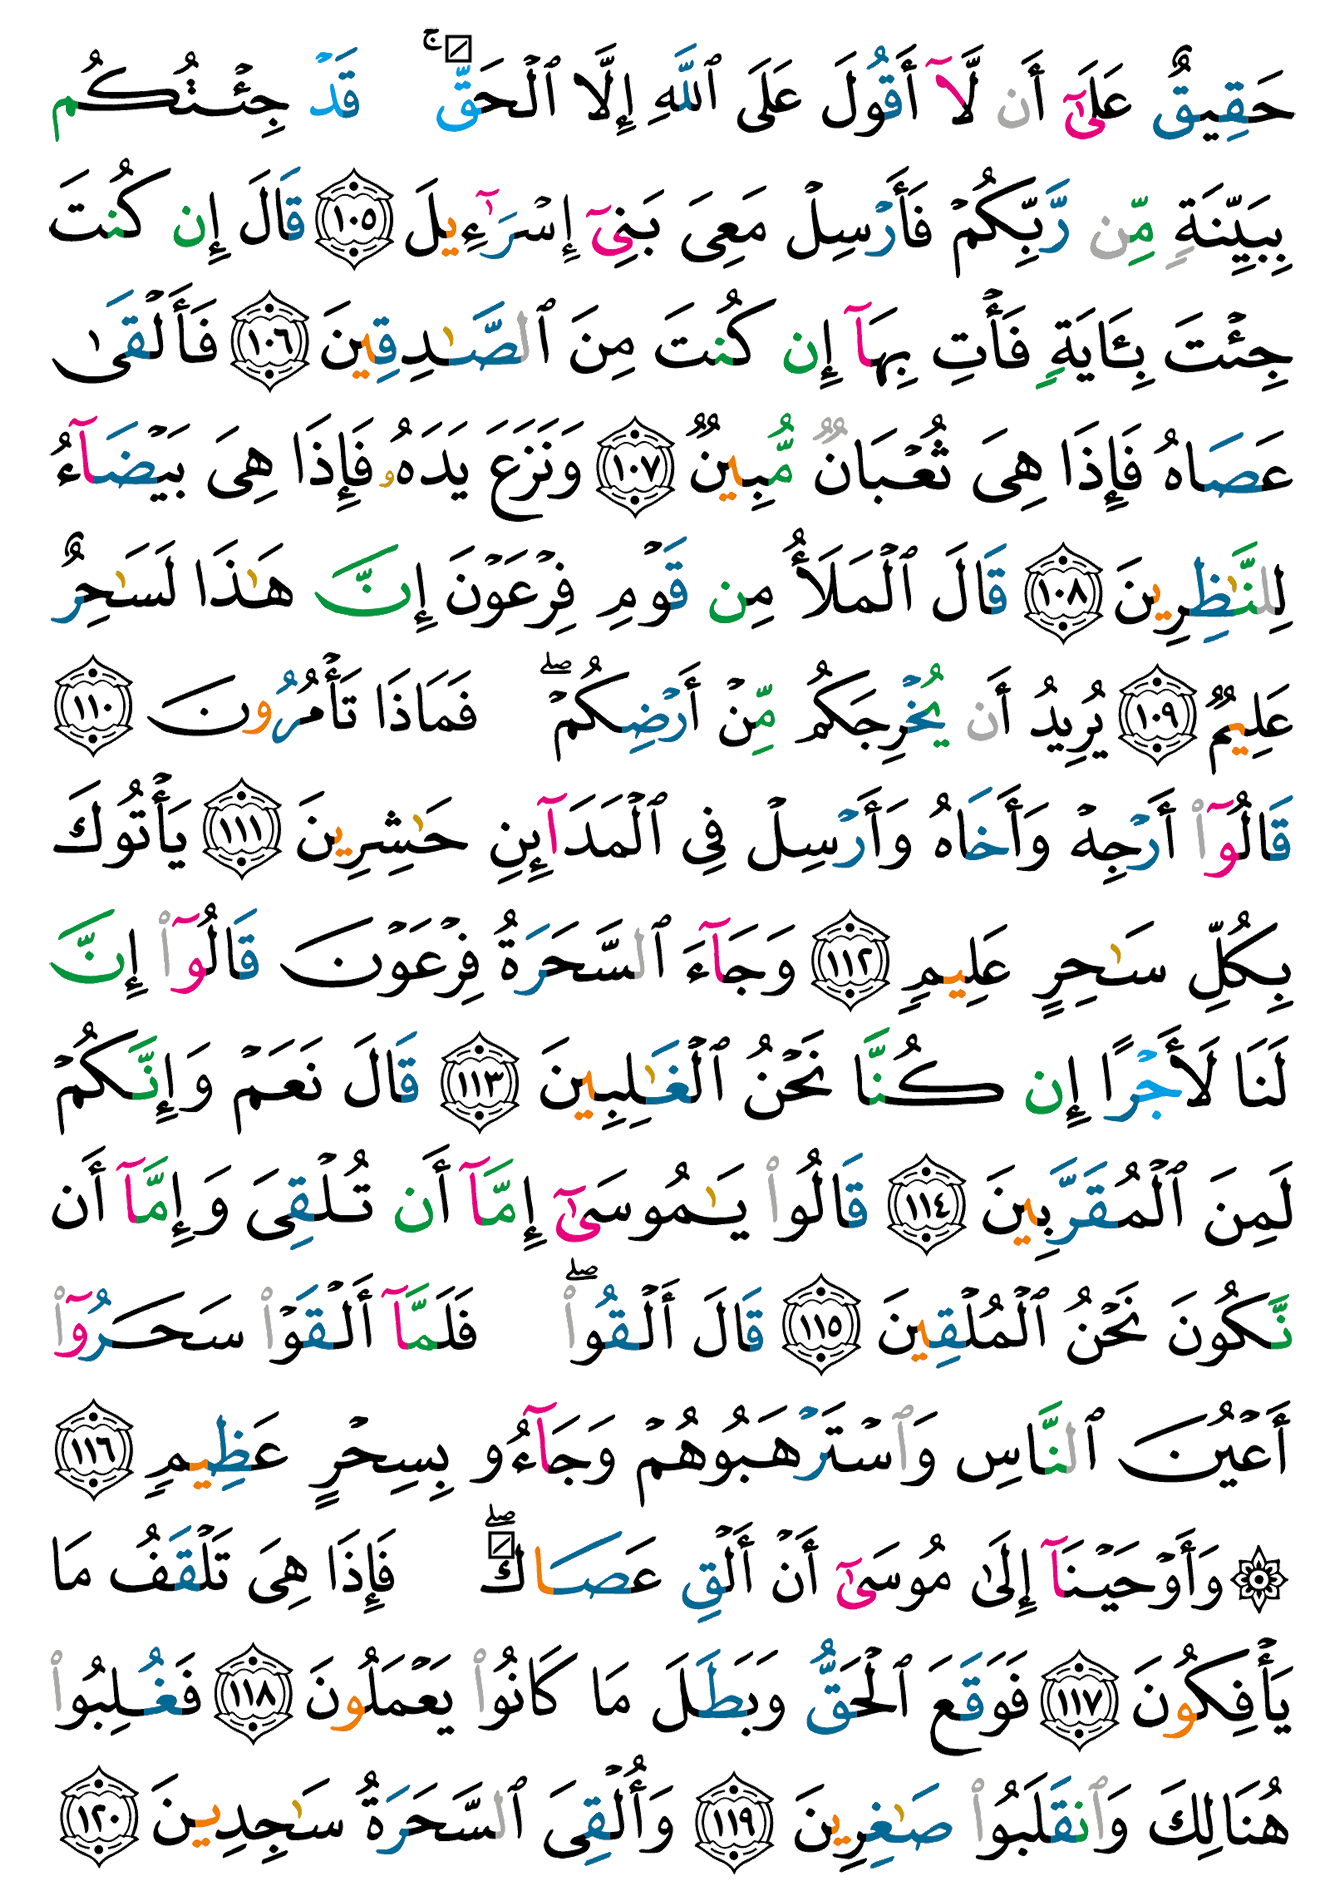 حَقِيقٌ عَلَىٰٓ أَن لَّآ أَقُولَ عَلَى ٱللَّهِ إِلَّا ٱلْحَقَّ ۚ قَدْ جِئْتُكُم
بِبَيِّنَةٍ مِّن رَّبِّكُمْ فَأَرْسِلْ مَعِىَ بَنِىٓ إِسْرَٰٓءِيلَ ١٠٥ قَالَ إِن كُنتَ
جِئْتَ بِـَٔايَةٍ فَأْتِ بِهَآ إِن كُنتَ مِنَ ٱلصَّـٰدِقِينَ ١٠٦ فَأَلْقَىٰ
عَصَاهُ فَإِذَا هِىَ ثُعْبَانٌ مُّبِينٌ ١٠٧ وَنَزَعَ يَدَهُۥ فَإِذَا هِىَ بَيْضَآءُ
لِلنَّـٰظِرِينَ ١٠٨ قَالَ ٱلْمَلَأُ مِن قَوْمِ فِرْعَوْنَ إِنَّ هَـٰذَا لَسَـٰحِرٌ
عَلِيمٌ ١٠٩ يُرِيدُ أَن يُخْرِجَكُم مِّنْ أَرْضِكُمْ ۖ فَمَاذَا تَأْمُرُونَ ١١٠
قَالُوٓا۟ أَرْجِهْ وَأَخَاهُ وَأَرْسِلْ فِى ٱلْمَدَآئِنِ حَـٰشِرِينَ ١١١ يَأْتُوكَ
بِكُلِّ سَـٰحِرٍ عَلِيمٍ ١١٢ وَجَآءَ ٱلسَّحَرَةُ فِرْعَوْنَ قَالُوٓا۟ إِنَّ
لَنَا لَأَجْرًا إِن كُنَّا نَحْنُ ٱلْغَـٰلِبِينَ ١١٣ قَالَ نَعَمْ وَإِنَّكُمْ
لَمِنَ ٱلْمُقَرَّبِينَ ١١٤ قَالُوا۟ يَـٰمُوسَىٰٓ إِمَّآ أَن تُلْقِىَ وَإِمَّآ أَن
نَّكُونَ نَحْنُ ٱلْمُلْقِينَ ١١٥ قَالَ أَلْقُوا۟ ۖ فَلَمَّآ أَلْقَوْا۟ سَحَرُوٓا۟
أَعْيُنَ ٱلنَّاسِ وَٱسْتَرْهَبُوهُمْ وَجَآءُو بِسِحْرٍ عَظِيمٍ ١١٦
۞ وَأَوْحَيْنَآ إِلَىٰ مُوسَىٰٓ أَنْ أَلْقِ عَصَاكَ ۖ فَإِذَا هِىَ تَلْقَفُ مَا
يَأْفِكُونَ ١١٧ فَوَقَعَ ٱلْحَقُّ وَبَطَلَ مَا كَانُوا۟ يَعْمَلُونَ ١١٨ فَغُلِبُوا۟
هُنَالِكَ وَٱنقَلَبُوا۟ صَـٰغِرِينَ ١١٩ وَأُلْقِىَ ٱلسَّحَرَةُ سَـٰجِدِينَ ١٢٠